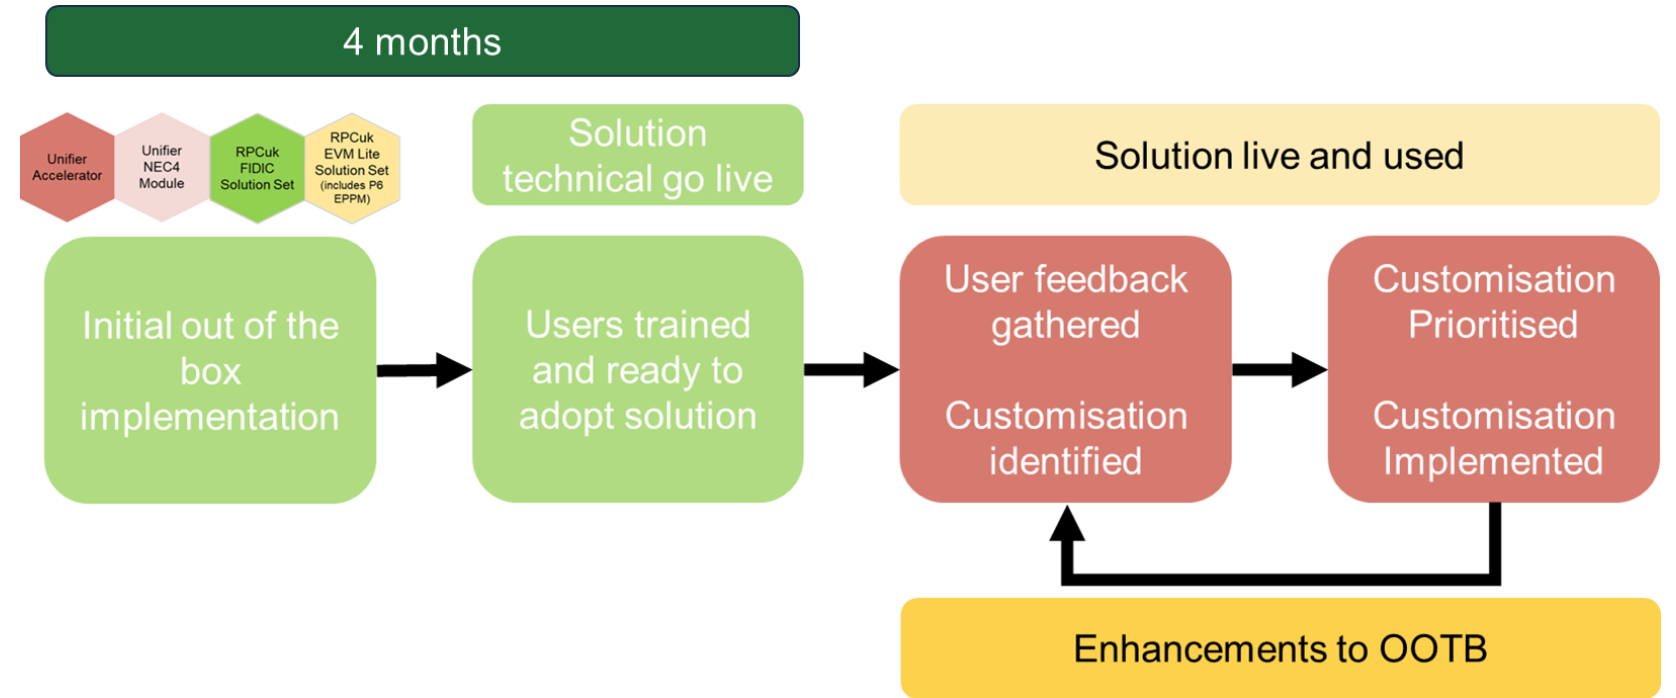 4 months
Unifier
Accelerator
Unifier
NEC4
Module
RPCuk
FIDIC
Solution Set
RPCuk
EVM Lite
Solution Set
(includes P6
EPPM)
Solution
technical go live
Solution live and used
Initial out of the
box
implementation
Users trained
and ready to
adopt solution
User feedback
gathered
Customisation
identified
Customisation
Prioritised
Customisation
Implemented
Enhancements to OOTB